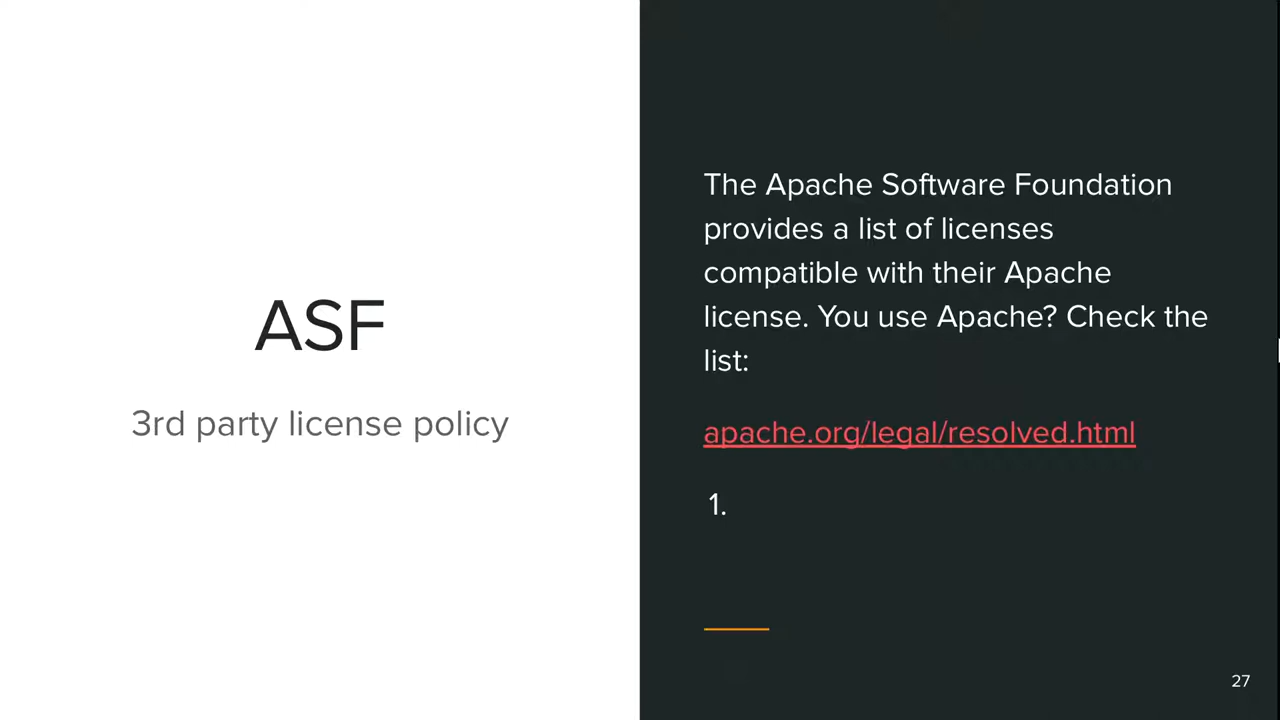 ASF
3rd party license policy
The Apache Software Foundation
provides a list of licenses
compatible with their Apache
license. You use Apache? Check the
list:
apache.org/legal/resolved.html
1.
27